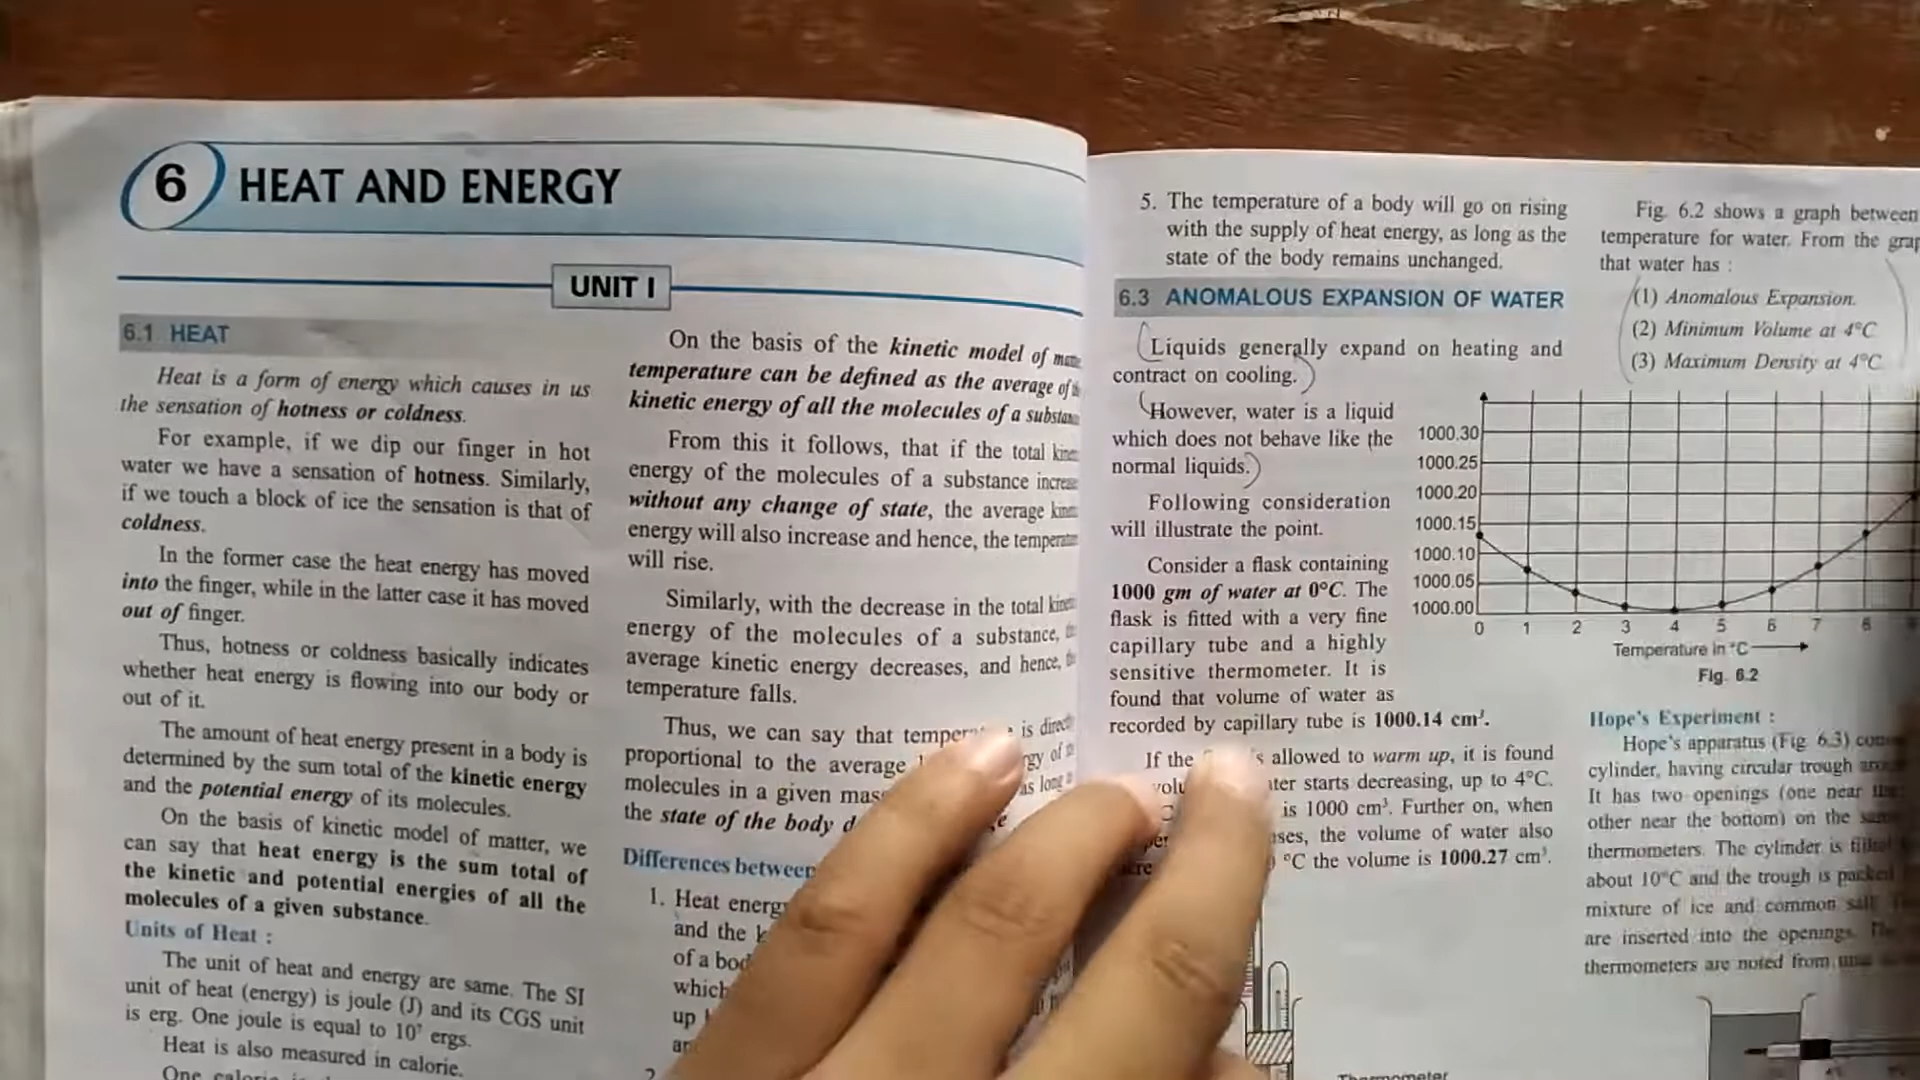 6 HEAT AND ENERGY
UNIT I
6.1 HEAT
Heat is a form of energy which causes in us
the sensation of hotness or coldness.
For example, if we dip our finger in hot
water we have a sensation of hotness. Similarly,
if we touch a block of ice the sensation is that of
coldness.
In the former case the heat energy has moved
into the finger, while in the latter case it has moved
out of finger.
Thus, hotness or coldness basically indicates
whether heat energy is flowing into our body or
out of it.
The amount of heat energy present in a body is
determined by the sum total of the kinetic energy
and the potential energy of its molecules.
On the basis of kinetic model of matter, we
can say that heat energy is the sum total of
the kinetic and potential energies of all the
molecules of a given substance.
Units of Heat :
The unit of heat and energy are same. The SI
unit of heat (energy) is joule (J) and its CGS unit
is erg. One joule is equal to 10⁷ ergs.
Heat is also measured in calorie.
One
On the basis of the kinetic model of
temperature can be defined as the average of
kinetic energy of all the molecules of a
From this it follows, that if the total
energy of the molecules of a substance
without any change of state, the average
energy will also increase and hence, the
will rise.
Similarly, with the decrease in the total
energy of the molecules of a substance,
average kinetic energy decreases, and hence,
temperature falls.
Thus, we can say that is
proportional to the average
molecules in a given as long
the state of the body
Differences between
1. Heat
and the
of a
which
up
2
5. The temperature of a body will go on rising
with the supply of heat energy, as long as the
state of the body remains unchanged.
6.3 ANOMALOUS EXPANSION OF WATER
Liquids generally expand on heating and
contract on cooling.
However, water is a liquid
which does not behave like the
normal liquids.
Following consideration
will illustrate the point.
Consider a flask containing
1000 gm of water at 0°C. The
flask is fitted with a very fine
capillary tube and a highly
sensitive thermometer. It is
found that volume of water as
recorded by capillary tube is 1000.14 cm³.
If the allowed to warm up, it is found
starts decreasing, up to 4°C.
is 1000 cm³. Further on, when
the volume of water also
°C the volume is 1000.27 cm³.
Fig. 6.2 shows a graph between
temperature for water. From the
that water has :
(1) Anomalous Expansion.
(2) Minimum Volume at 4°C
(3) Maximum Density at 4°C
1000.30
1000.25
1000.20
1000.15
1000.10
1000.05
1000.00
0 1 2 3 4 5 6 7 8
Temperature in °C
Fig. 6.2
Hope's Experiment :
Hope's apparatus (Fig. 6.3)
cylinder, having circular trough
It has two openings (one near
other near the bottom) on the
thermometers. The cylinder is
about 10°C and the trough is packed
mixture of ice and common salt.
are inserted into the openings.
thermometers are noted from
Thermometer